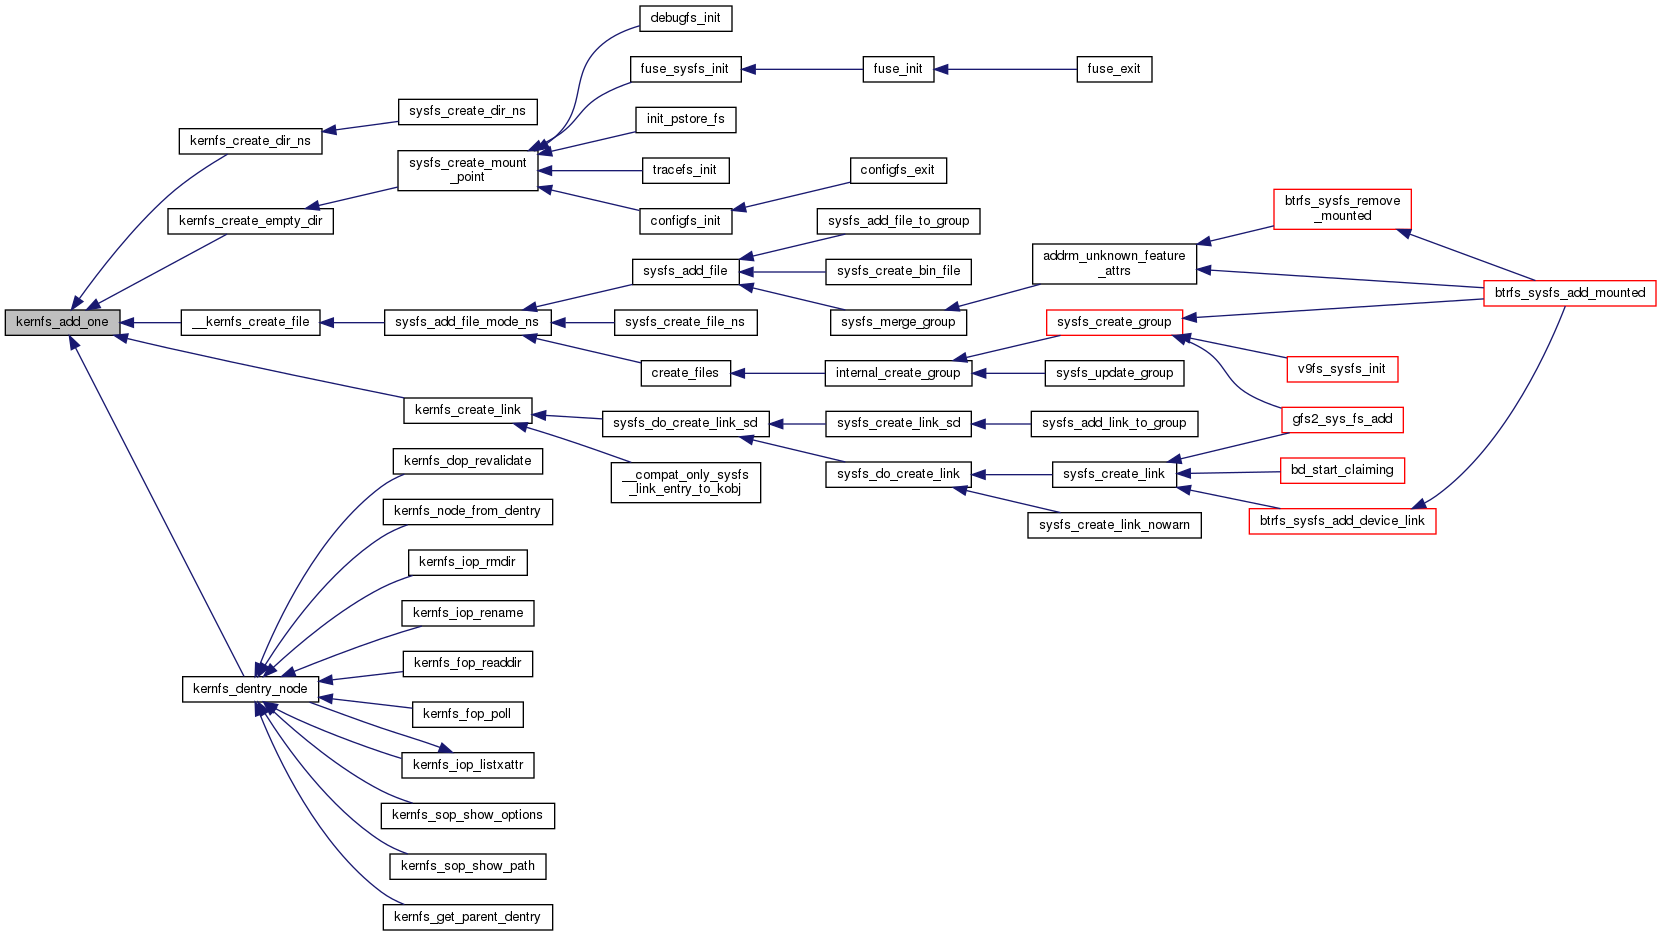 debugfs_init
fuse_sysfs_init
fuse_init
fuse_exit
sysfs_create_dir_ns
init_pstore_fs
kernfs_create_dir_ns
sysfs_create_mount
_point
tracefs_init
configfs_exit
kernfs_create_empty_dir
configfs_init
sysfs_add_file_to_group
btrfs_sysfs_remove
_mounted
addrm_unknown_feature
_attrs
sysfs_add_file
sysfs_create_bin_file
btrfs_sysfs_add_mounted
kernfs_add_one
__kernfs_create_file
sysfs_add_file_mode_ns
sysfs_create_file_ns
sysfs_merge_group
sysfs_create_group
create_files
internal_create_group
sysfs_update_group
v9fs_sysfs_init
kernfs_create_link
sysfs_do_create_link_sd
sysfs_create_link_sd
sysfs_add_link_to_group
gfs2_sys_fs_add
kernfs_dop_revalidate
__compat_only_sysfs
_link_entry_to_kobj
sysfs_do_create_link
sysfs_create_link
bd_start_claiming
kernfs_node_from_dentry
sysfs_create_link_nowarn
btrfs_sysfs_add_device_link
kernfs_iop_rmdir
kernfs_iop_rename
kernfs_fop_readdir
kernfs_dentry_node
kernfs_fop_poll
kernfs_iop_listxattr
kernfs_sop_show_options
kernfs_sop_show_path
kernfs_get_parent_dentry